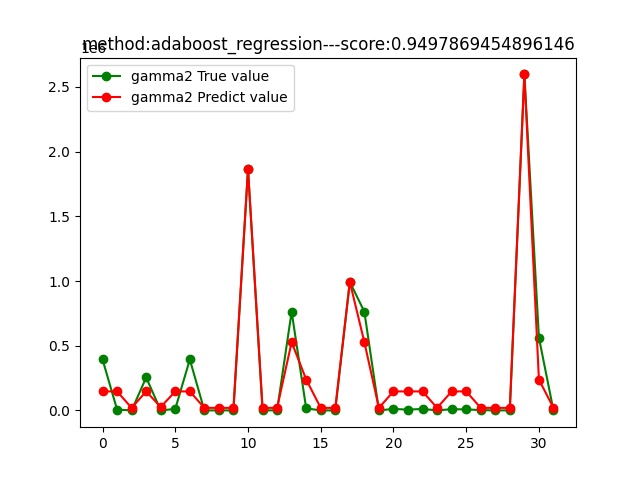 method:adaboost_regression---score:0.9497869454896146
1e6
gamma2 True value
gamma2 Predict value
2.5
2.0
1.5
1.0
0.5
0.0
0 5 10 15 20 25 30